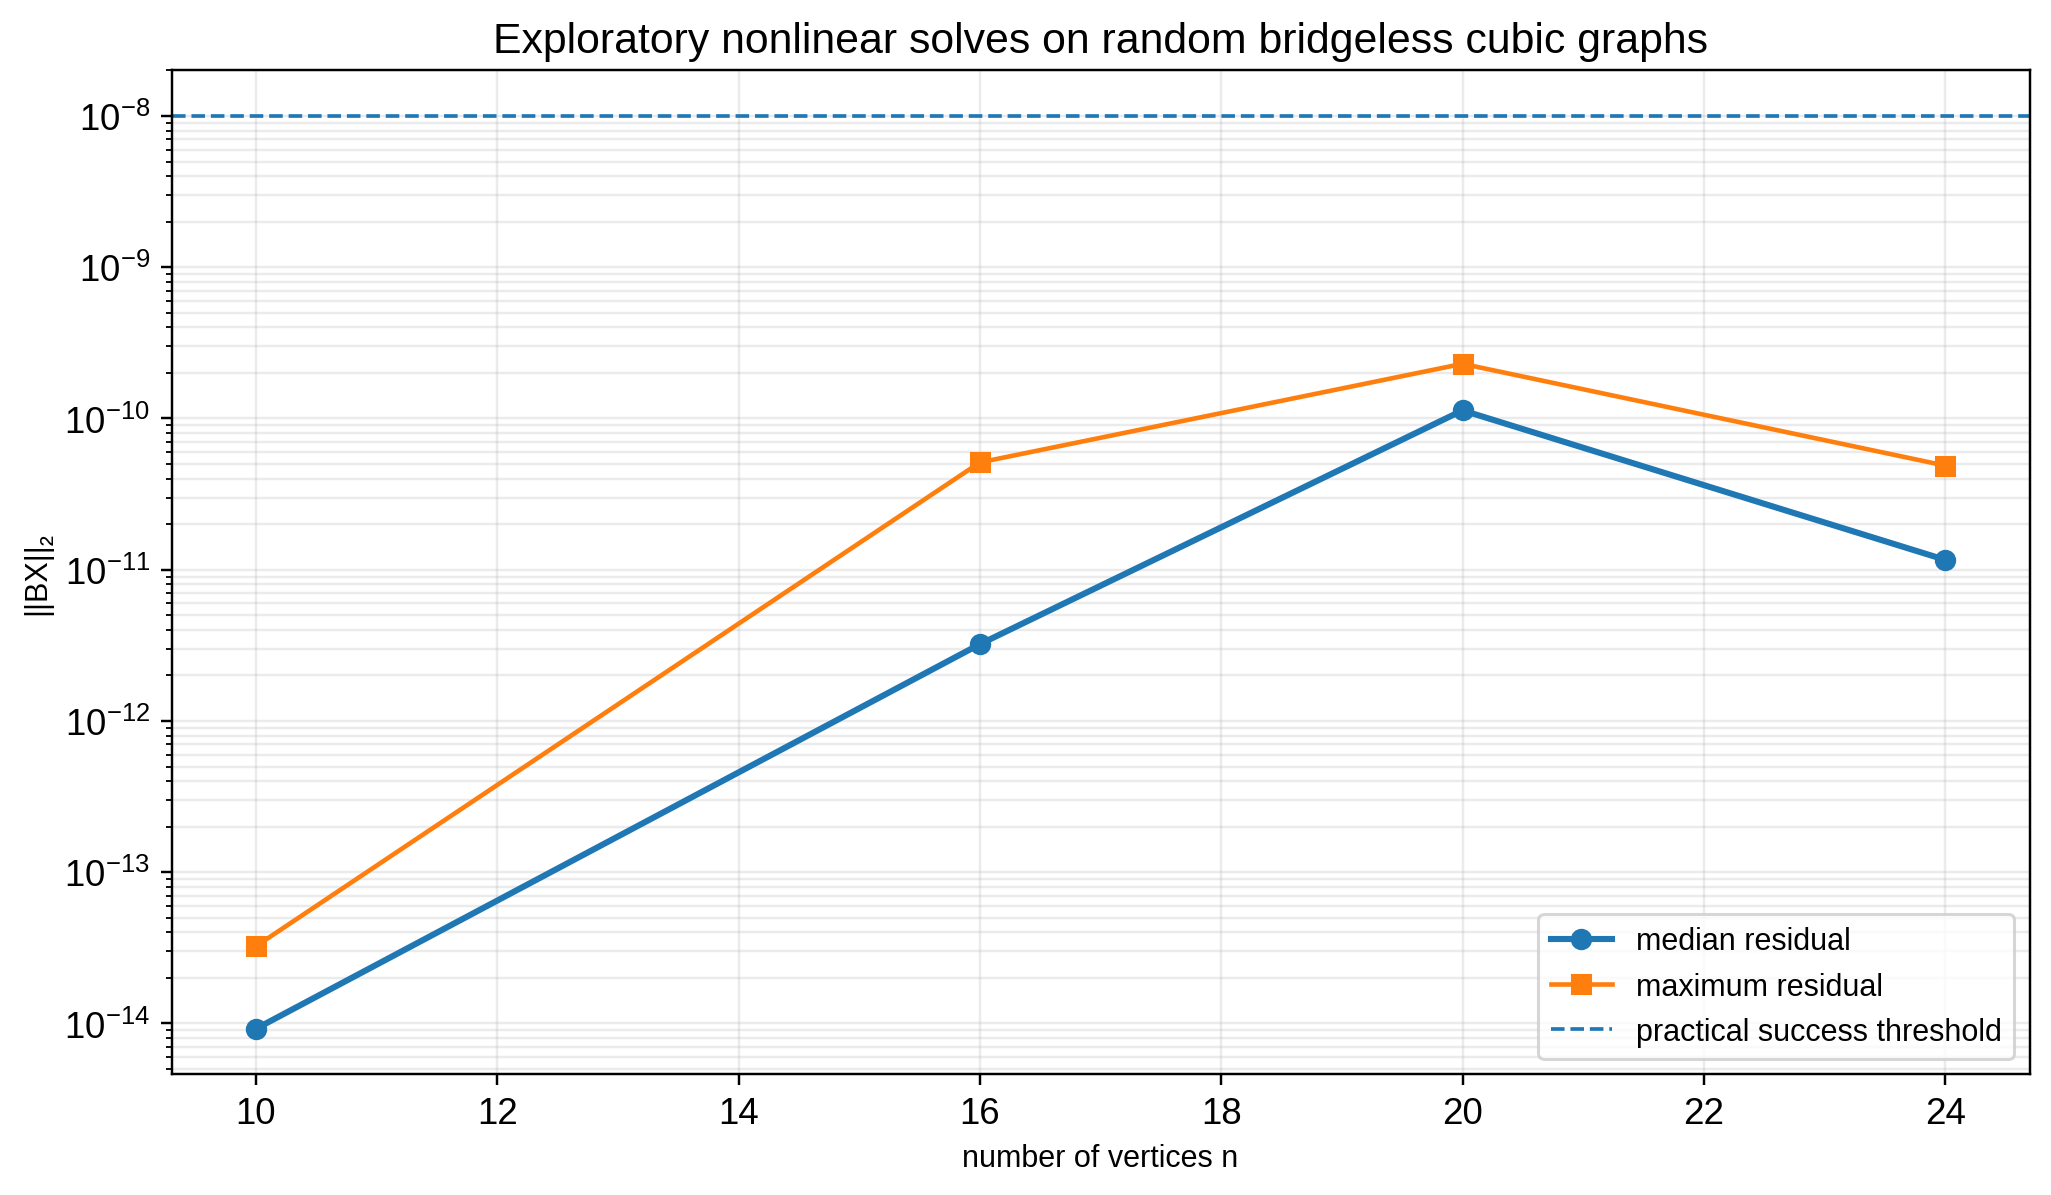 Exploratory nonlinear solves on random bridgeless cubic graphs
10⁻⁸
10⁻⁹
10⁻¹⁰
10⁻¹¹
10⁻¹²
10⁻¹³
10⁻¹⁴
||BX||₂
median residual
maximum residual
practical success threshold
10 12 14 16 18 20 22 24
number of vertices n